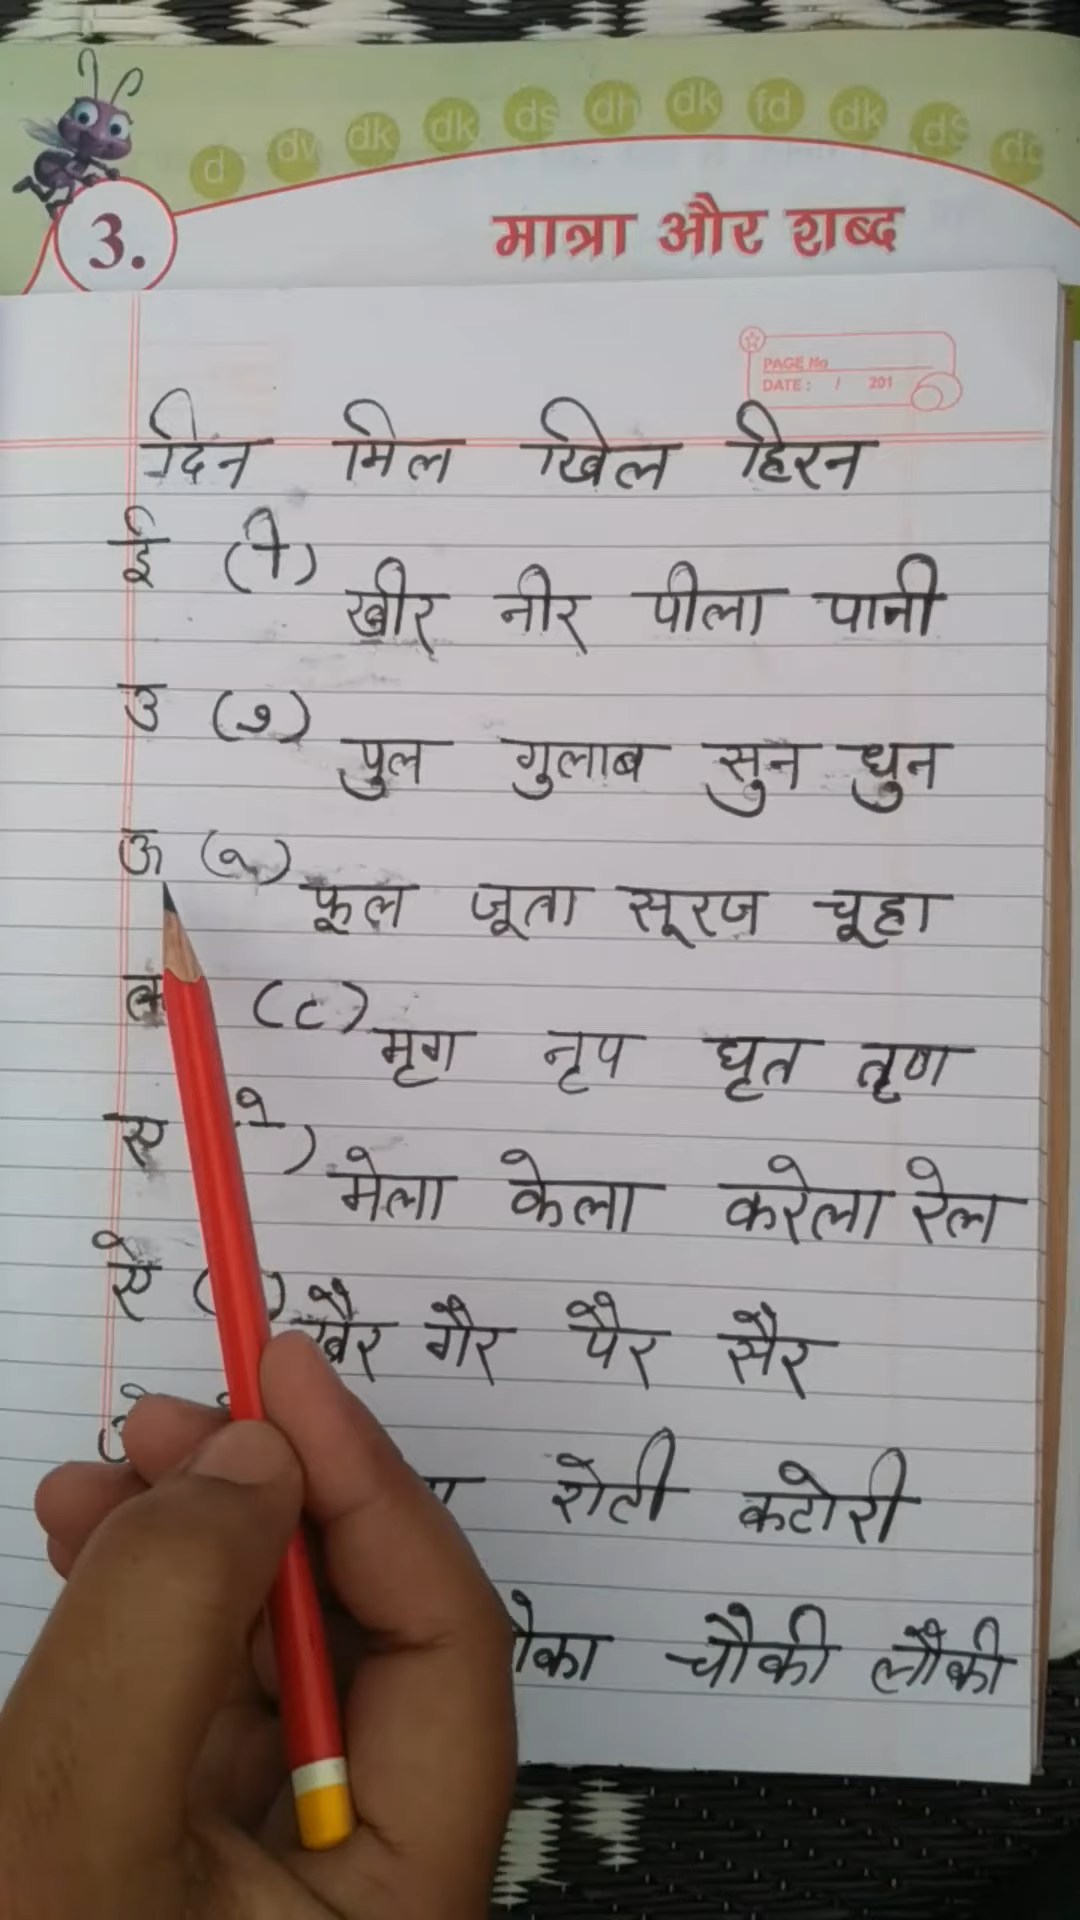 d dv dk dk ds dh dk fd dk ds dc
3.
मात्रा और शब्द
PAGE No
DATE : / 201
दिन मिल खिल हिरन
ई (ी)
खीर नीर पीला पानी
उ (ु)
पुल गुलाब सुन धुन
ऊ (ू)
फूल जूता सूरज चूहा
(ृ)
मृग नृप घृत तृण
ए े)
मेला केला करेला रेल
ऐ ( )
खैर गैर पैर सैर
रोटी कटोरी
चौकी लौकी